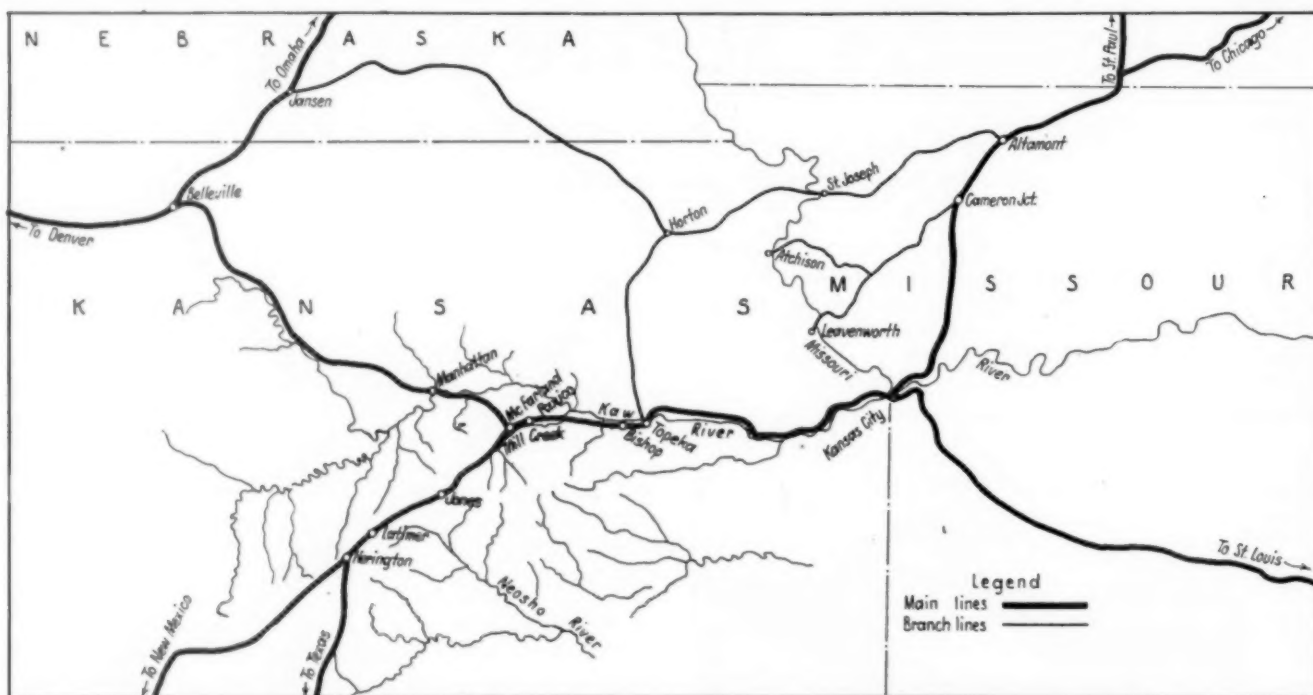 NEBRASKA
To Omaha
To St. Paul
To Chicago
Jansen
Altamont
St. Joseph
Belleville
Cameron Jct.
Horton
To Denver
Atchison
KANSAS
MISSOUR
Leavenworth
Missouri
River
Manhattan
McFarland
Paxico
Kaw
River
Mill Creek
Bishop
Topeka
Kansas City
Jones
Latimer
Herington
To St. Louis
Neosho
River
Legend
Main lines
Branch lines
To New Mexico
To Texas